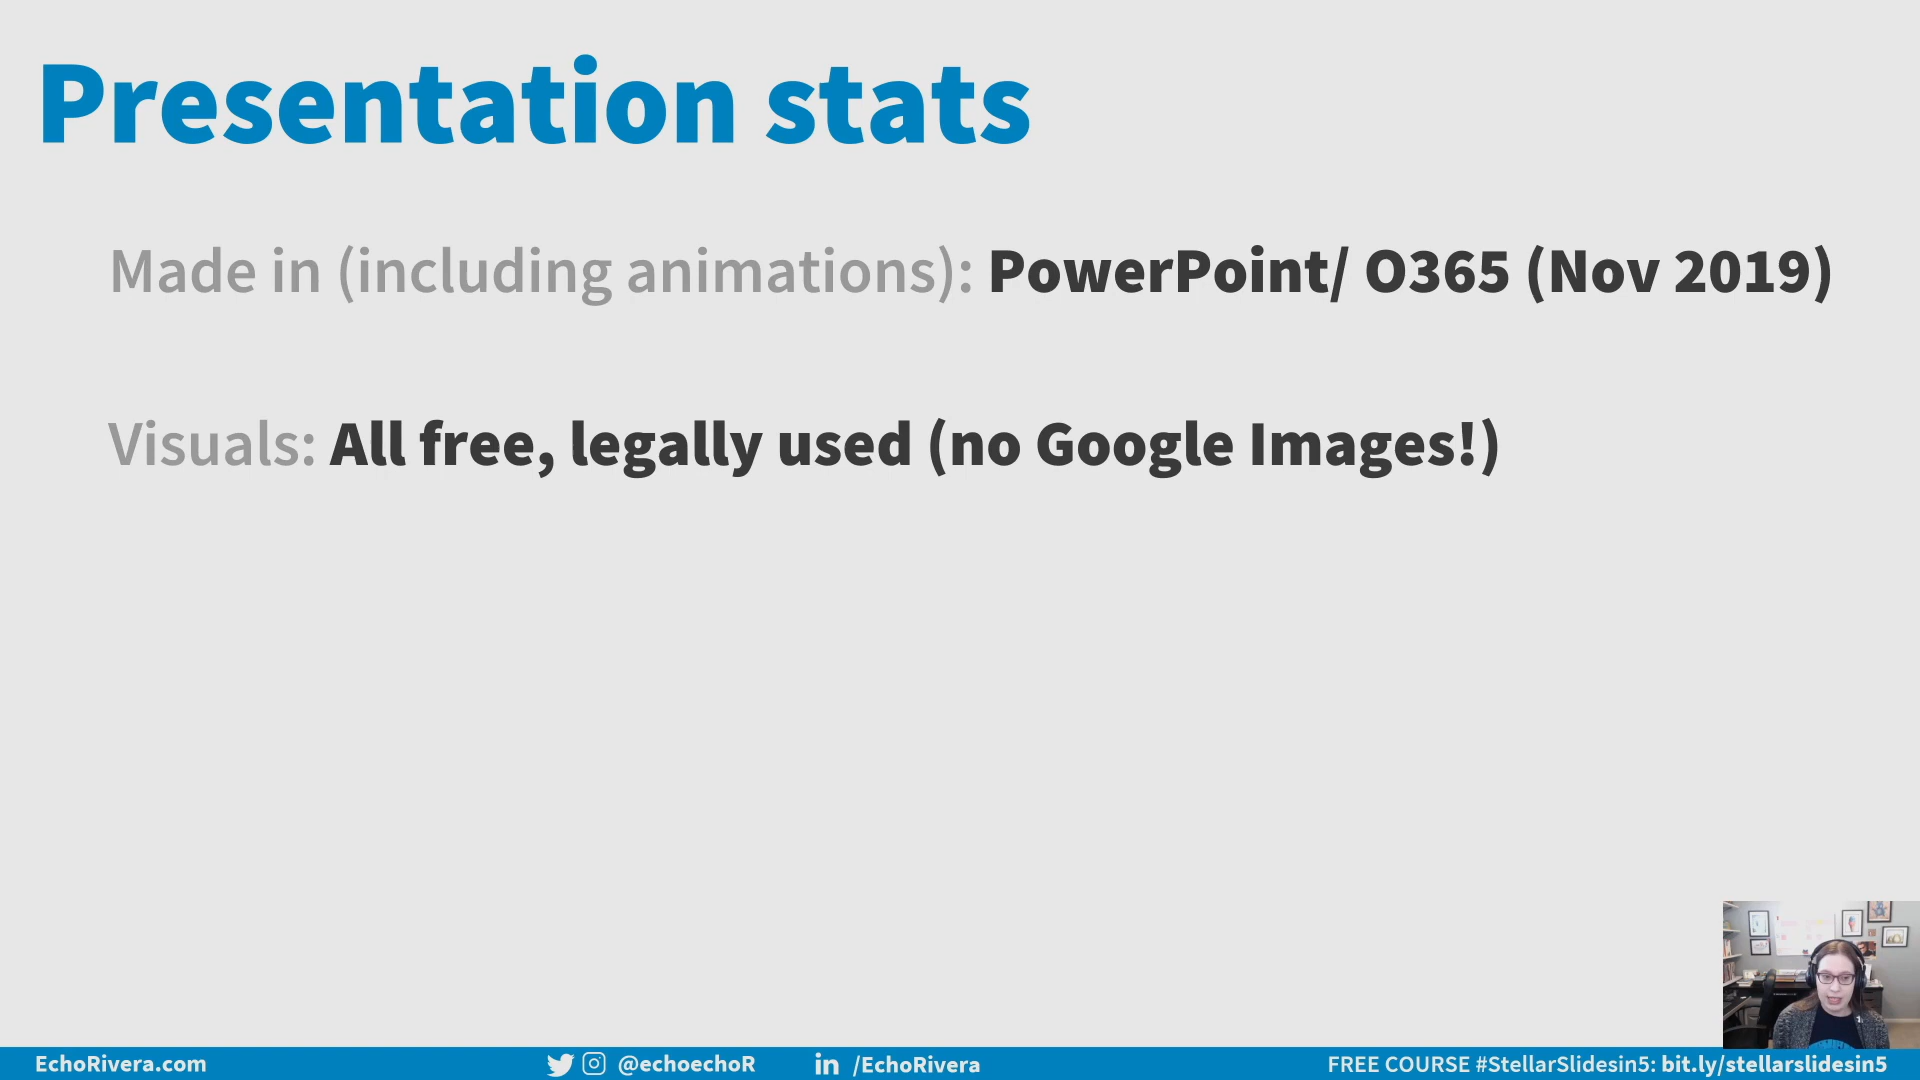 Presentation stats
Made in (including animations): PowerPoint/ O365 (Nov 2019)
Visuals: All free, legally used (no Google Images!)
EchoRivera.com @echoechoR in /EchoRivera FREE COURSE #StellarSlidesin5: bit.ly/stellarslidesin5